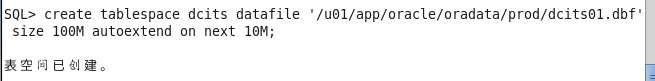 SQL> create tablespace dcits datafile '/u01/app/oracle/oradata/prod/dcits01.dbf'
size 100M autoextend on next 10M;
表空间已创建。